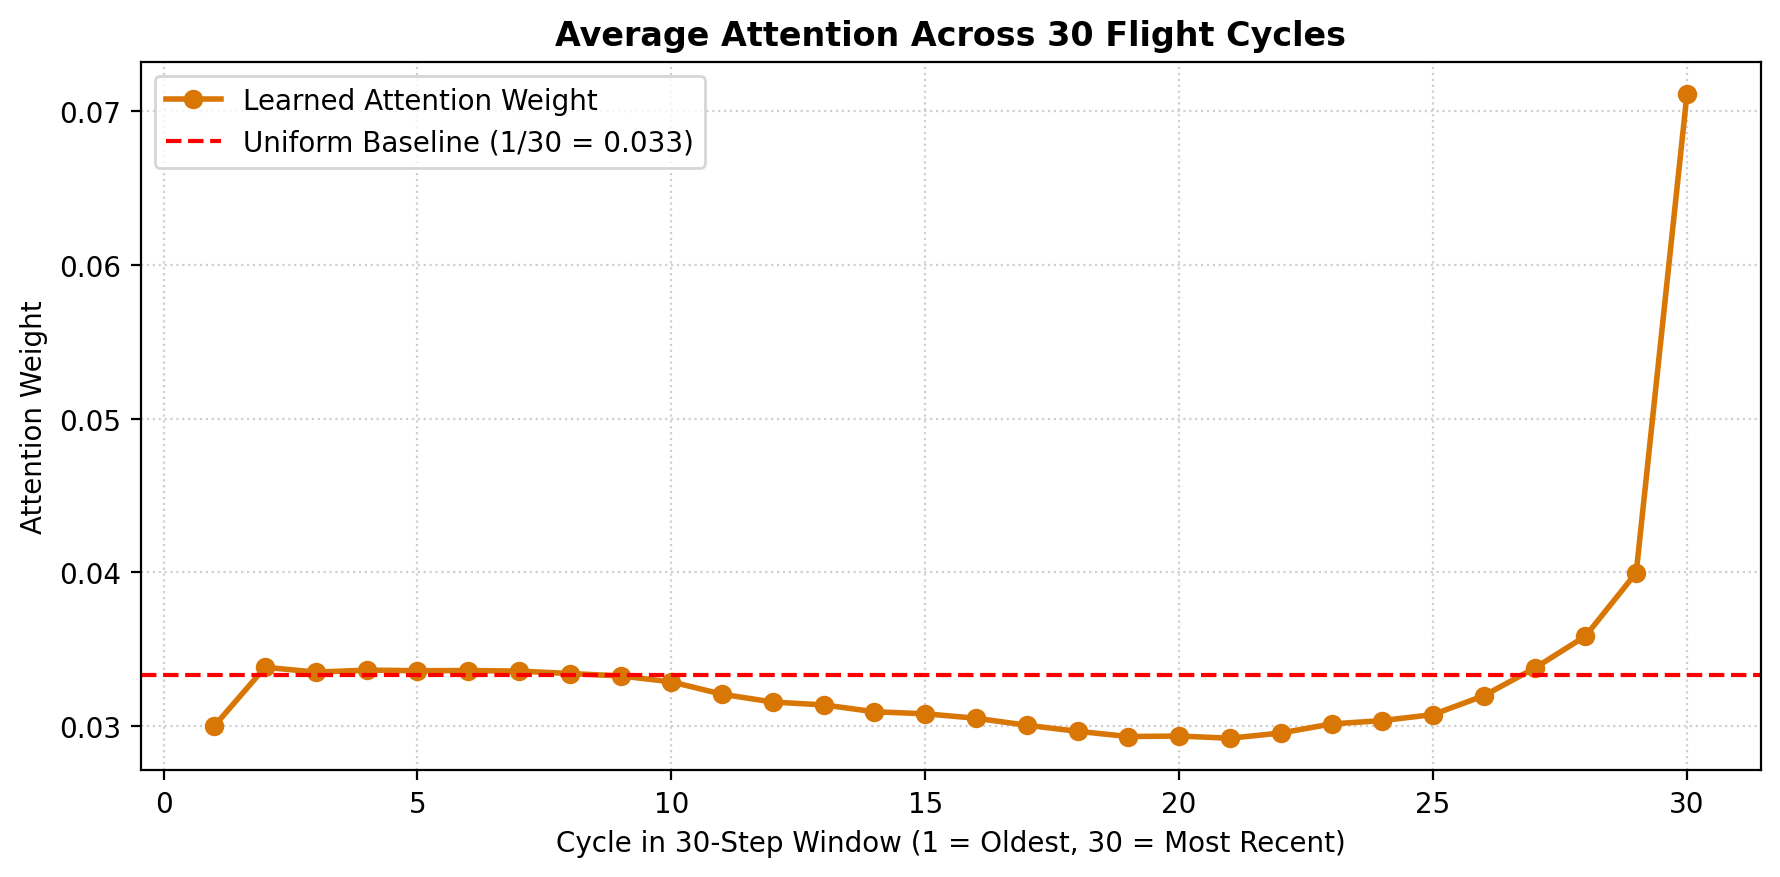 Average Attention Across 30 Flight Cycles
Learned Attention Weight
Uniform Baseline (1/30 = 0.033)
Attention Weight
0.07
0.06
0.05
0.04
0.03
0 5 10 15 20 25 30
Cycle in 30-Step Window (1 = Oldest, 30 = Most Recent)